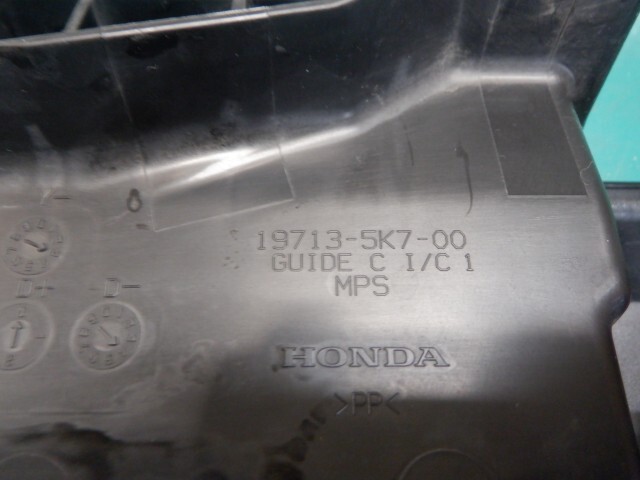 19713-5K7-00
GUIDE C I/C 1
MPS
D+ -D-
HONDA
>PP<